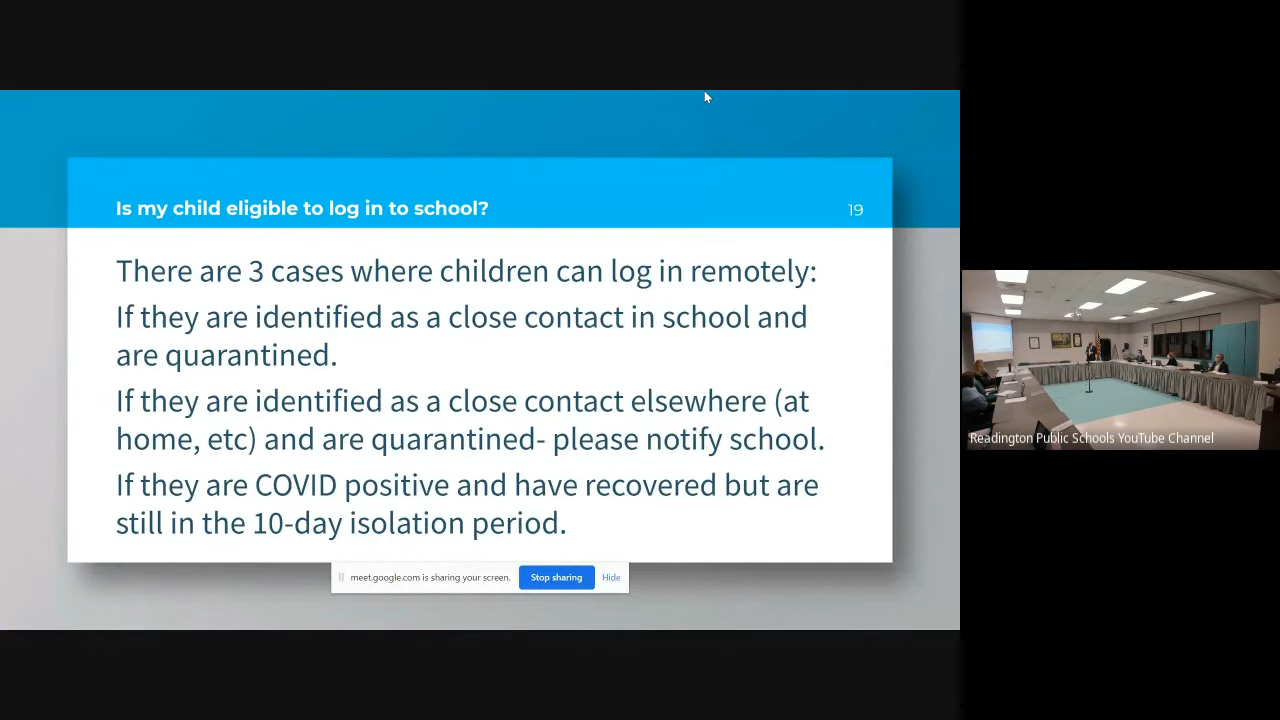 Is my child eligible to log in to school?
19
There are 3 cases where children can log in remotely:
If they are identified as a close contact in school and
are quarantined.
If they are identified as a close contact elsewhere (at
home, etc) and are quarantined- please notify school.
If they are COVID positive and have recovered but are
still in the 10-day isolation period.
meet.google.com is sharing your screen.
Stop sharing
Hide
Readington Public Schools YouTube Channel